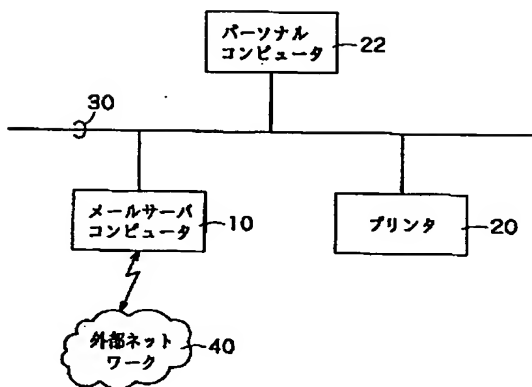 パーソナル
コンピュータ
22
30
メールサーバ
コンピュータ
10
プリンタ
20
外部ネット
ワーク
40